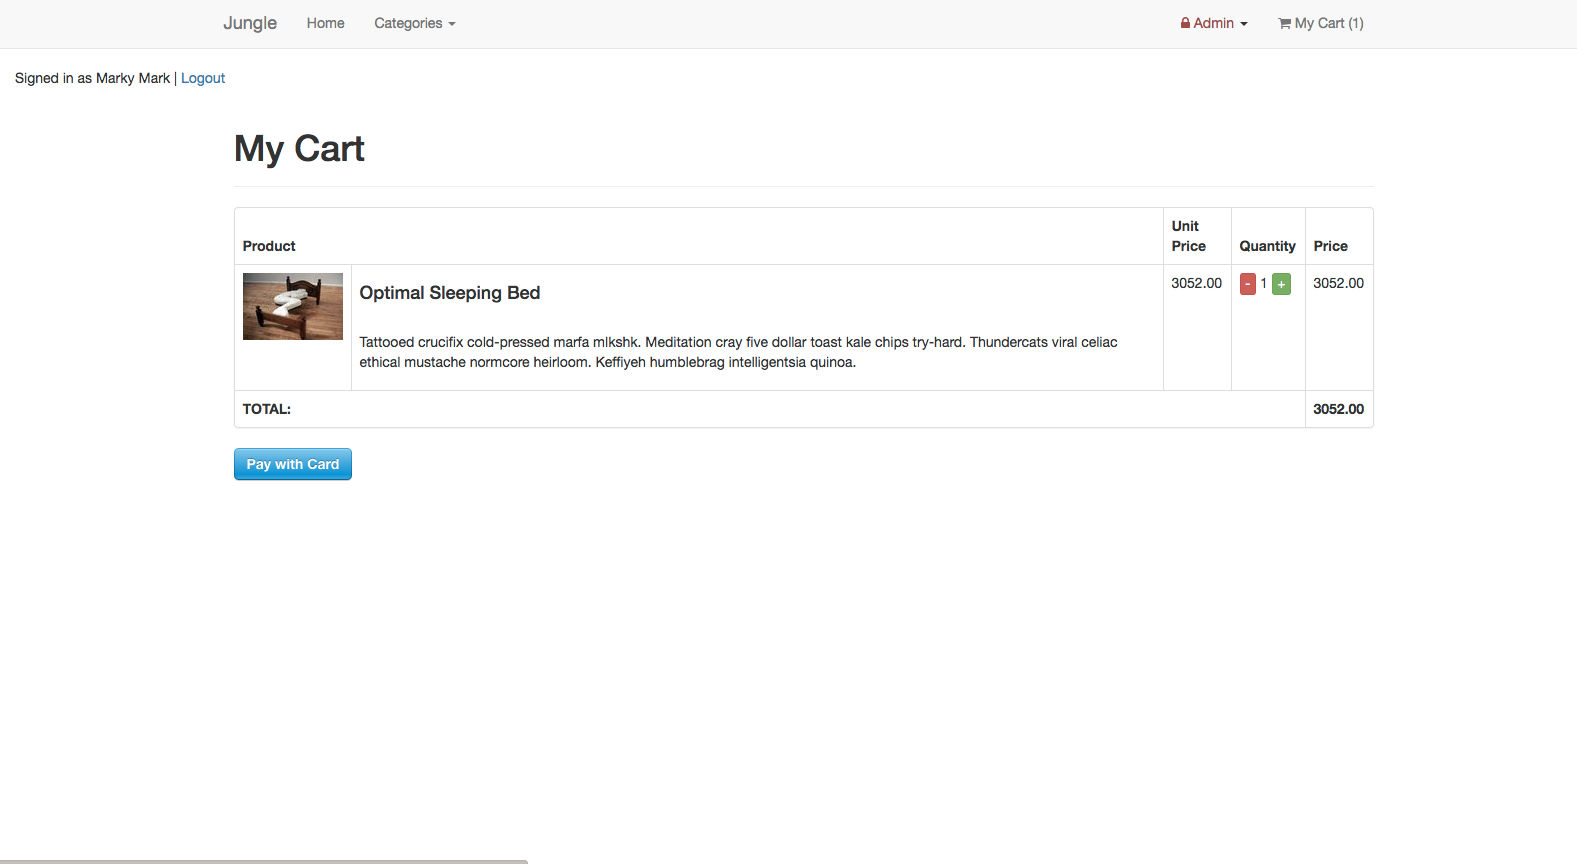 Jungle Home Categories Admin My Cart (1)
Signed in as Marky Mark | Logout
My Cart
Product Unit Price Quantity Price
Optimal Sleeping Bed 3052.00 - 1 + 3052.00
Tattooed crucifix cold-pressed marfa mlkshk. Meditation cray five dollar toast kale chips try-hard. Thundercats viral celiac
ethical mustache normcore heirloom. Keffiyeh humblebrag intelligentsia quinoa.
TOTAL: 3052.00
Pay with Card